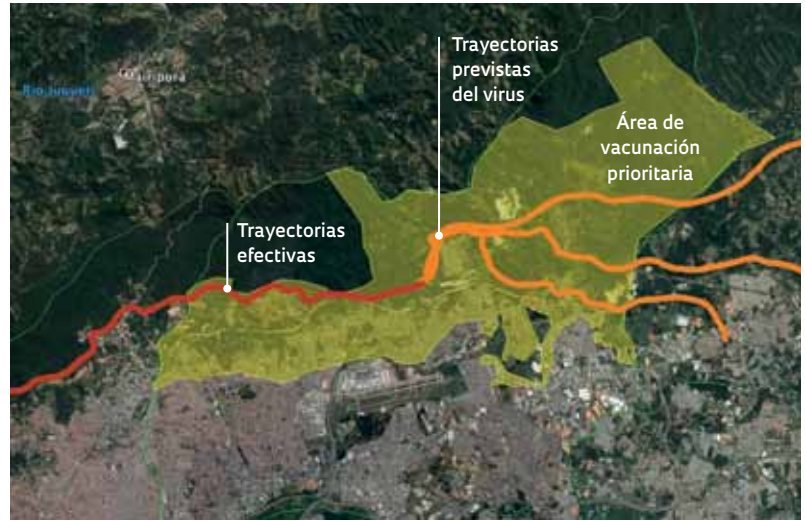 Trayectorias
previstas
del virus
Área de
vacunación
prioritaria
Trayectorias
efectivas